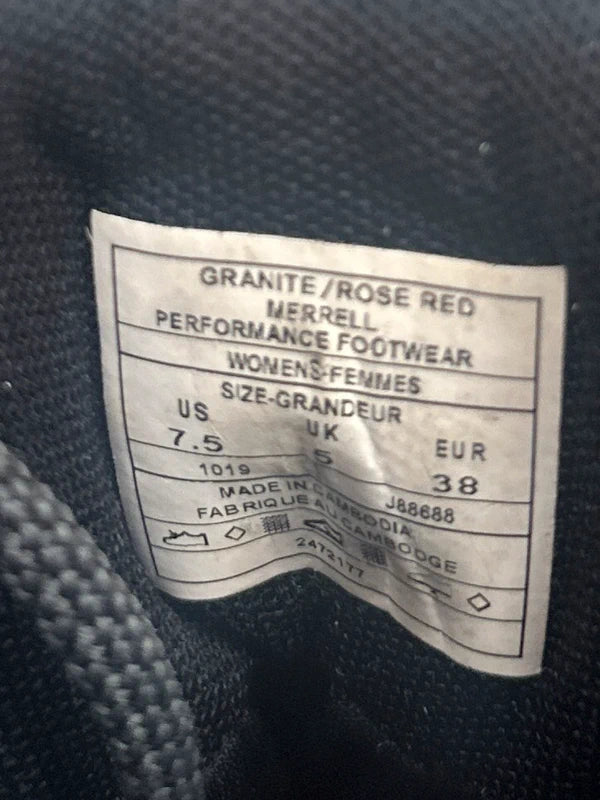 GRANITE/ROSE RED
MERRELL
PERFORMANCE FOOTWEAR
WOMENS-FEMMES
SIZE-GRANDEUR
US UK EUR
7.5 5 38
1019 J88688
MADE IN CAMBODIA
FABRIQUE AU CAMBODGE
2472177